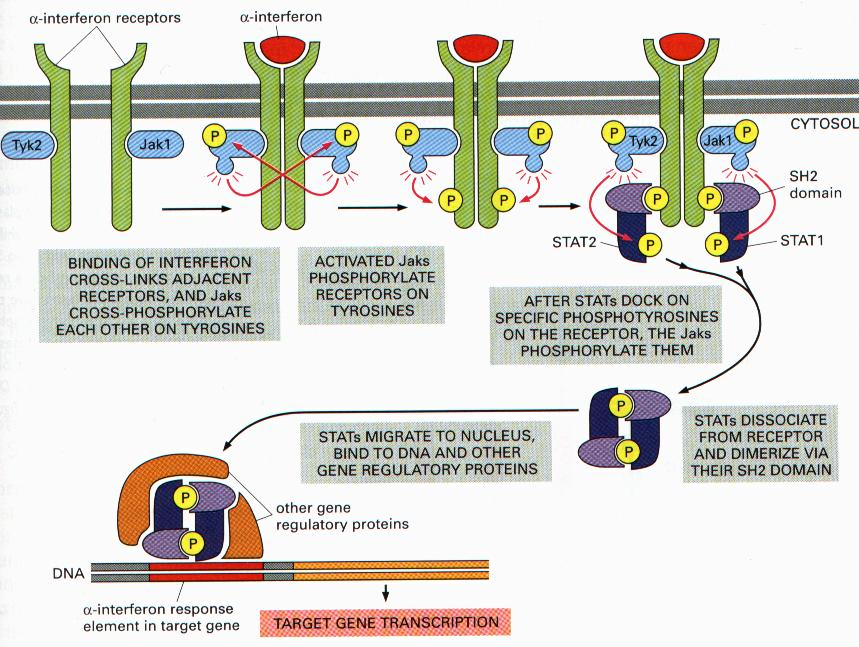 α-interferon receptors
α-interferon
Tyk2
Jak1
P
P
P
P
P
P
P
Tyk2
Jak1
P
CYTOSOL
P
P
SH2
domain
STAT2
P
P
STAT1
BINDING OF INTERFERON
CROSS-LINKS ADJACENT
RECEPTORS, AND Jaks
CROSS-PHOSPHORYLATE
EACH OTHER ON TYROSINES
ACTIVATED Jaks
PHOSPHORYLATE
RECEPTORS ON
TYROSINES
AFTER STATs DOCK ON
SPECIFIC PHOSPHOTYROSINES
ON THE RECEPTOR, THE Jaks
PHOSPHORYLATE THEM
P
P
STATs DISSOCIATE
FROM RECEPTOR
AND DIMERIZE VIA
THEIR SH2 DOMAIN
STATs MIGRATE TO NUCLEUS,
BIND TO DNA AND OTHER
GENE REGULATORY PROTEINS
P
P
other gene
regulatory proteins
DNA
α-interferon response
element in target gene
TARGET GENE TRANSCRIPTION